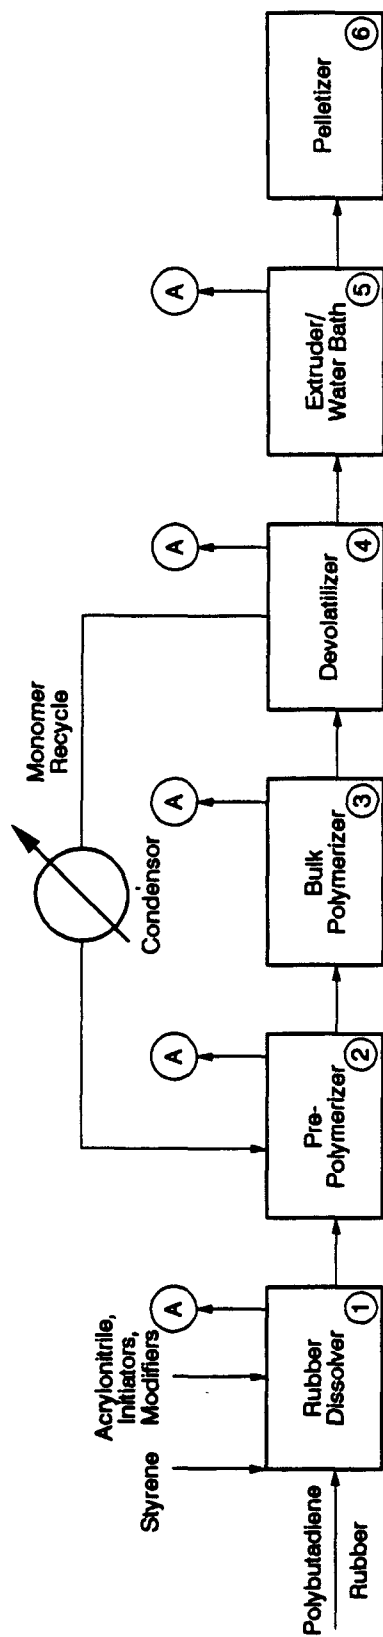 Polybutadiene
Rubber
Styrene
Acrylonitrile,
Initiators,
Modifiers
A
Rubber
Dissolver
1
A
Pre-
Polymerizer
2
Condensor
Monomer
Recycle
A
Bulk
Polymerizer
3
A
Devolatilizer
4
A
Extruder/
Water Bath
5
Pelletizer
6